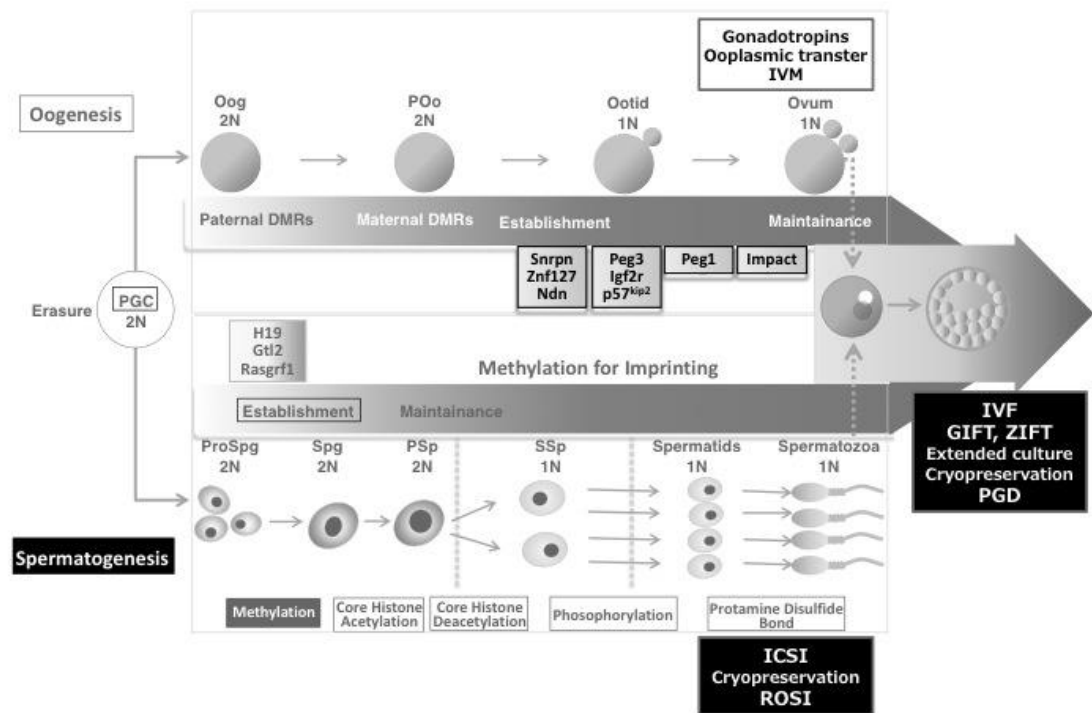 Gonadotropins
Ooplasmic transter
IVM
Oogenesis
Oog
2N
POo
2N
Ootid
1N
Ovum
1N
Paternal DMRs
Maternal DMRs
Establishment
Maintainance
Snrpn
Znf127
Ndn
Peg3
Igf2r
p57kip2
Peg1
Impact
Erasure
PGC
2N
H19
Gtl2
Rasgrf1
Methylation for Imprinting
Establishment
Maintainance
ProSpg
2N
Spg
2N
PSp
2N
SSp
1N
Spermatids
1N
Spermatozoa
1N
IVF
GIFT, ZIFT
Extended culture
Cryopreservation
PGD
Spermatogenesis
Methylation
Core Histone
Acetylation
Core Histone
Deacetylation
Phosophorylation
Protamine Disulfide
Bond
ICSI
Cryopreservation
ROSI